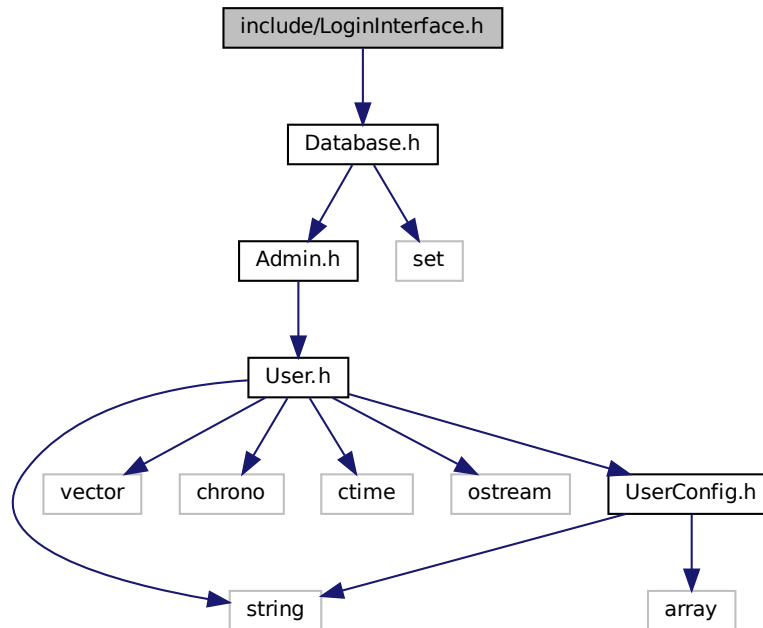 include/LoginInterface.h
Database.h
Admin.h
set
User.h
vector
chrono
ctime
ostream
UserConfig.h
string
array